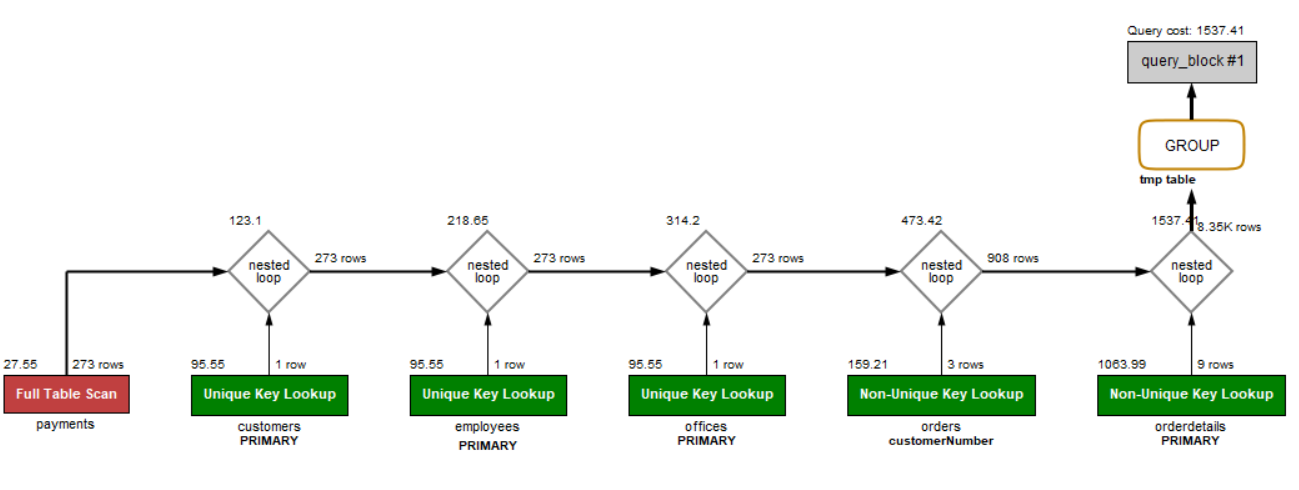 Query cost: 1537.41
query_block #1
GROUP
tmp table
123.1
218.65
314.2
473.42
1537.41
8.35K rows
nested
loop
273 rows
nested
loop
273 rows
nested
loop
273 rows
nested
loop
908 rows
nested
loop
27.55
273 rows
95.55
1 row
95.55
1 row
95.55
1 row
159.21
3 rows
1063.99
9 rows
Full Table Scan
Unique Key Lookup
Unique Key Lookup
Unique Key Lookup
Non-Unique Key Lookup
Non-Unique Key Lookup
payments
customers
PRIMARY
employees
PRIMARY
offices
PRIMARY
orders
customerNumber
orderdetails
PRIMARY